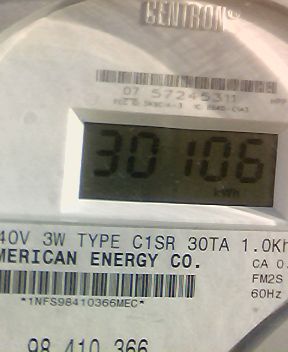 CENTRON®
07 57245311
30106
kWh
40V 3W TYPE C1SR 30TA 1.0Kh
MERICAN ENERGY CO.
CA 0.
FM2S
*1NFS98410366MEC*
60Hz
98 410 366